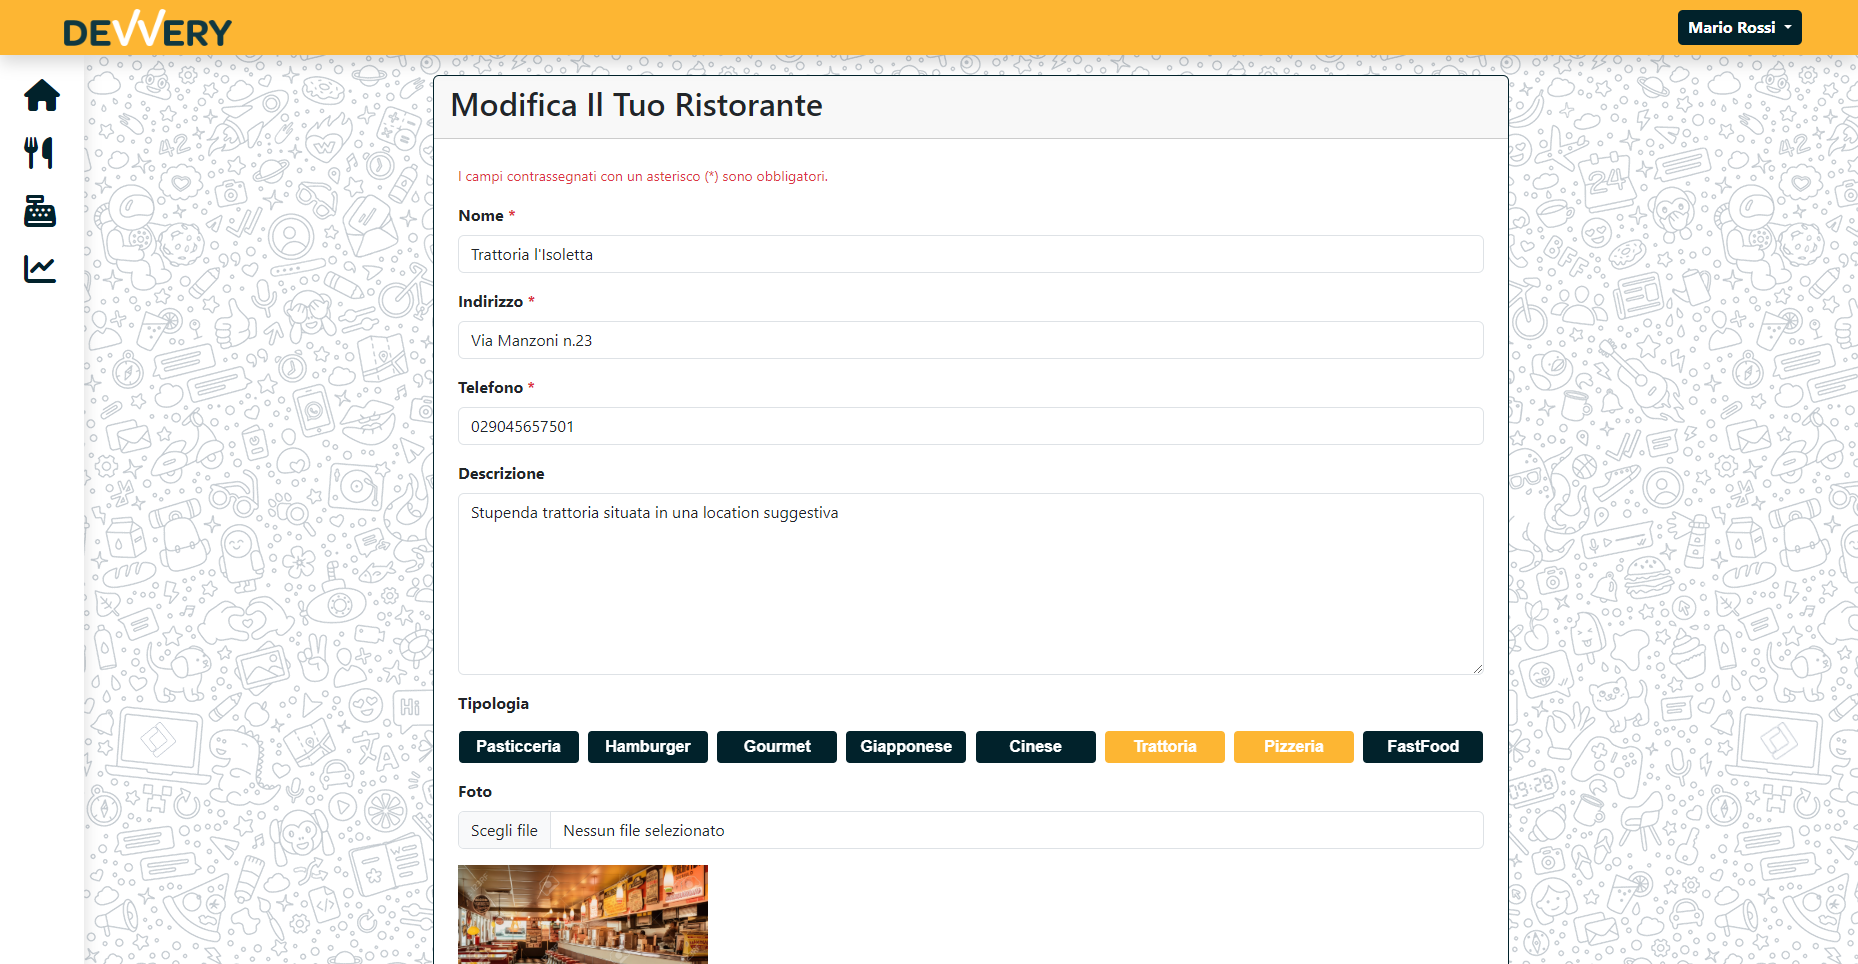 DEVVERY
Mario Rossi
Modifica Il Tuo Ristorante
I campi contrassegnati con un asterisco (*) sono obbligatori.
Nome *
Trattoria l'Isoletta
Indirizzo *
Via Manzoni n.23
Telefono *
029045657501
Descrizione
Stupenda trattoria situata in una location suggestiva
Tipologia
Pasticceria
Hamburger
Gourmet
Giapponese
Cinese
Trattoria
Pizzeria
FastFood
Foto
Scegli file
Nessun file selezionato